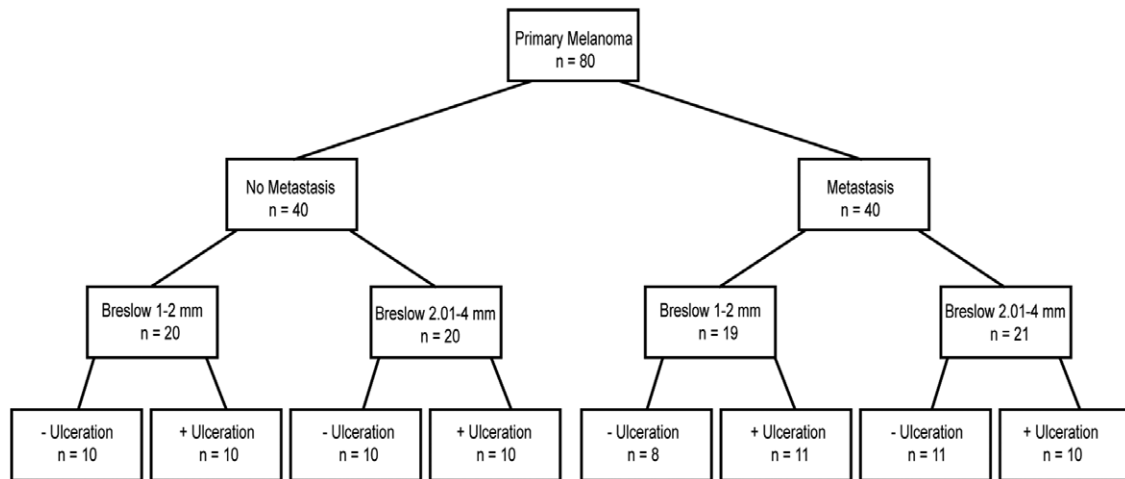 Primary Melanoma
n = 80
No Metastasis
n = 40
Metastasis
n = 40
Breslow 1-2 mm
n = 20
Breslow 2.01-4 mm
n = 20
Breslow 1-2 mm
n = 19
Breslow 2.01-4 mm
n = 21
- Ulceration
n = 10
+ Ulceration
n = 10
- Ulceration
n = 10
+ Ulceration
n = 10
- Ulceration
n = 8
+ Ulceration
n = 11
- Ulceration
n = 11
+ Ulceration
n = 10